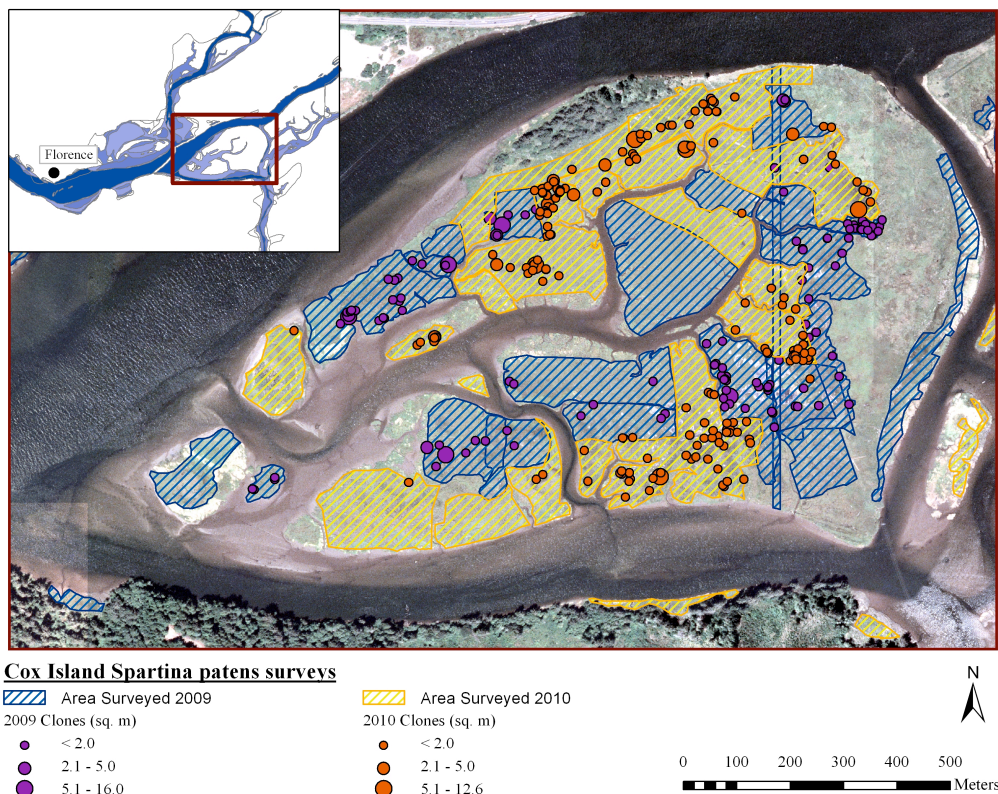 Florence
Cox Island Spartina patens surveys
Area Surveyed 2009
2009 Clones (sq. m)
< 2.0
2.1 - 5.0
5.1 - 16.0
Area Surveyed 2010
2010 Clones (sq. m)
< 2.0
2.1 - 5.0
5.1 - 12.6
N
0 100 200 300 400 500
Meters